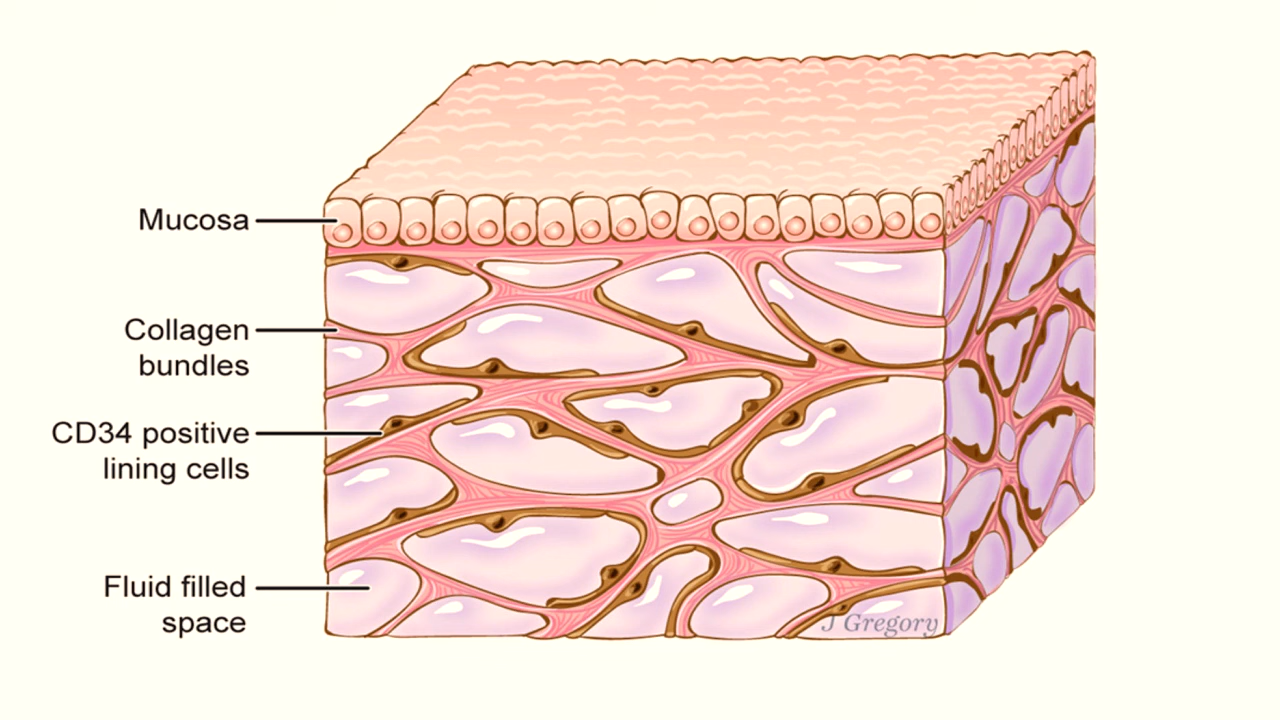 Mucosa
Collagen
bundles
CD34 positive
lining cells
Fluid filled
space
J Gregory